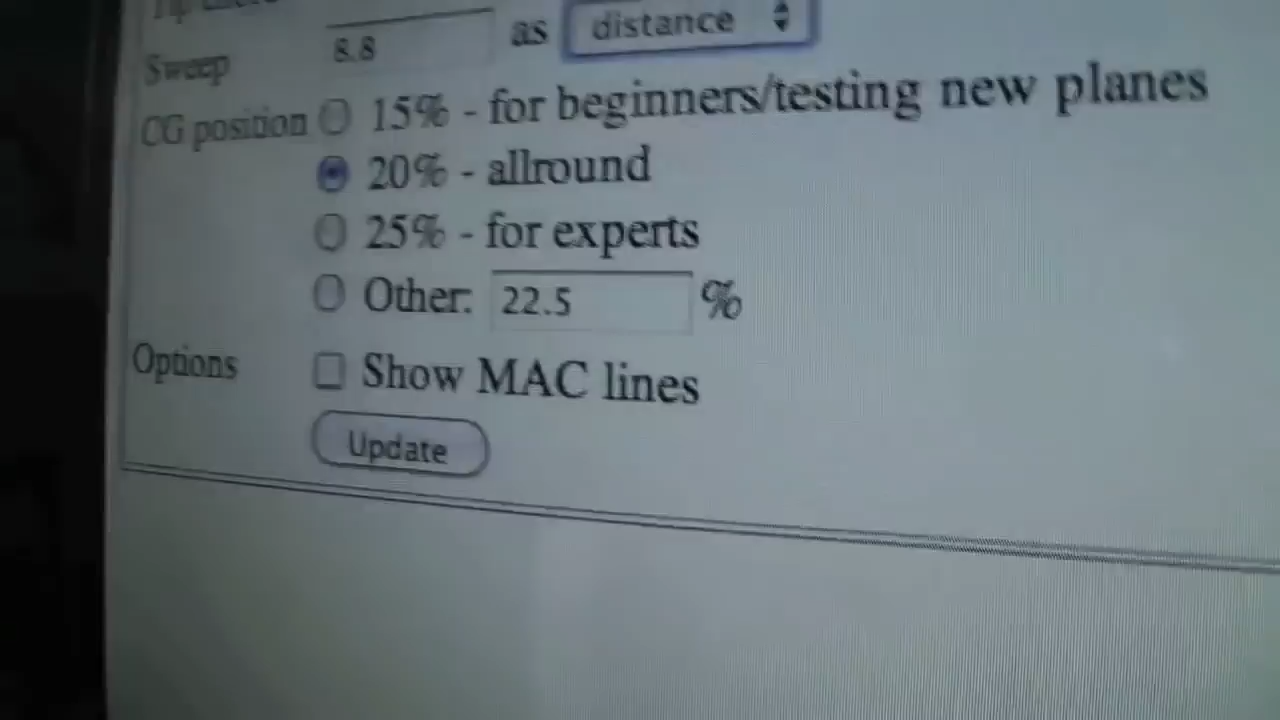 Sweep 8.8 as distance
CG position 15% - for beginners/testing new planes
20% - allround
25% - for experts
Other: 22.5 %
Options Show MAC lines
Update